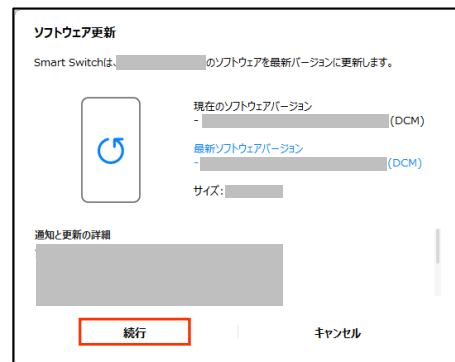 ソフトウェア更新
Smart Switchは、のソフトウェアを最新バージョンに更新します。
現在のソフトウェアバージョン
- (DCM)
最新ソフトウェアバージョン
- (DCM)
サイズ:
通知と更新の詳細
続行
キャンセル